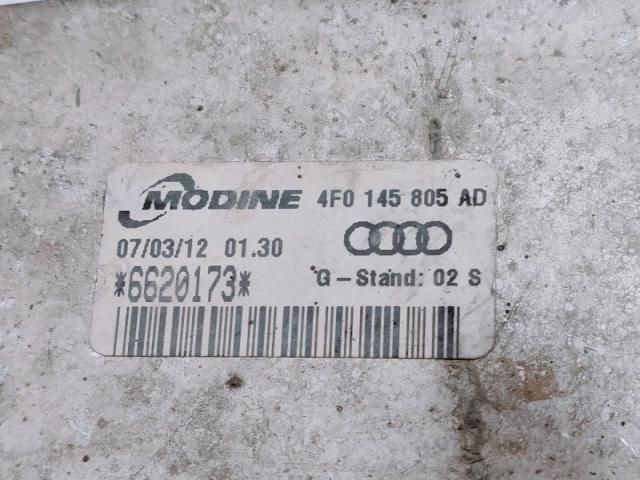 MODINE 4F0 145 805 AD
07/03/12 01.30
*6620173* G-Stand: 02 S